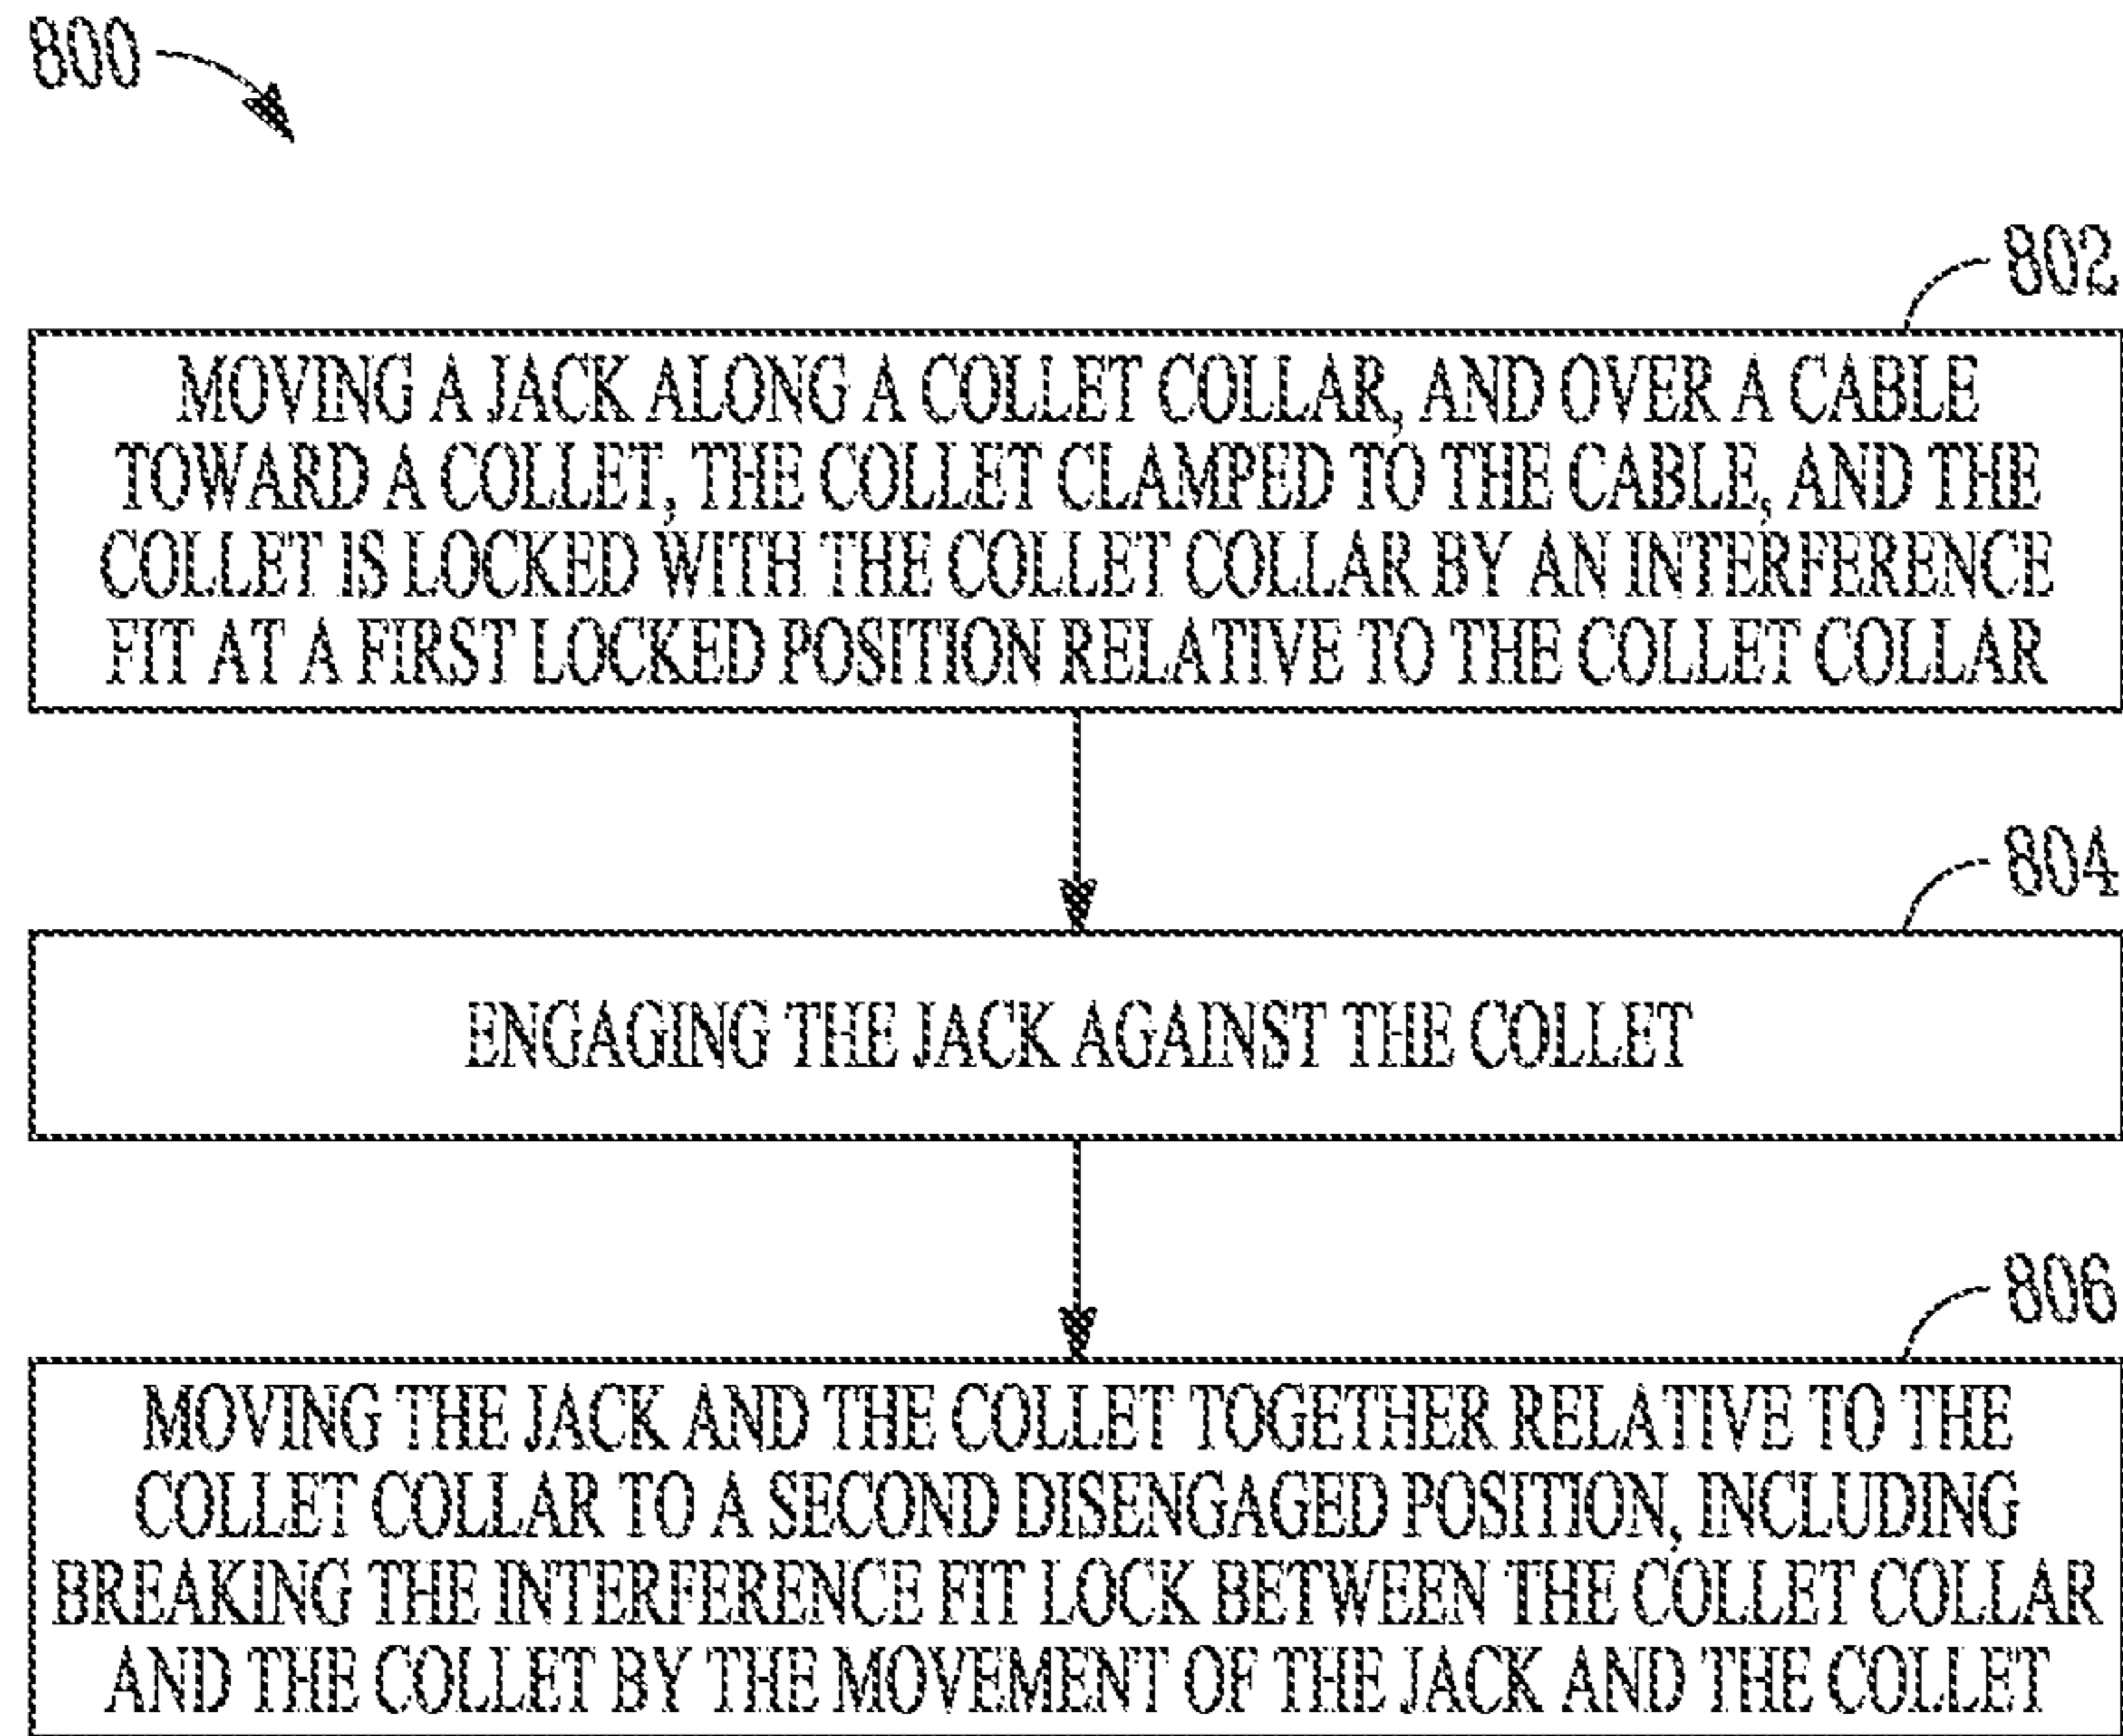 800
802
MOVING A JACK ALONG A COLLET COLLAR, AND OVER A CABLE
TOWARD A COLLET, THE COLLET CLAMPED TO THE CABLE, AND THE
COLLET IS LOCKED WITH THE COLLET COLLAR BY AN INTERFERENCE
FIT AT A FIRST LOCKED POSITION RELATIVE TO THE COLLET COLLAR
804
ENGAGING THE JACK AGAINST THE COLLET
806
MOVING THE JACK AND THE COLLET TOGETHER RELATIVE TO THE
COLLET COLLAR TO A SECOND DISENGAGED POSITION, INCLUDING
BREAKING THE INTERFERENCE FIT LOCK BETWEEN THE COLLET COLLAR
AND THE COLLET BY THE MOVEMENT OF THE JACK AND THE COLLET